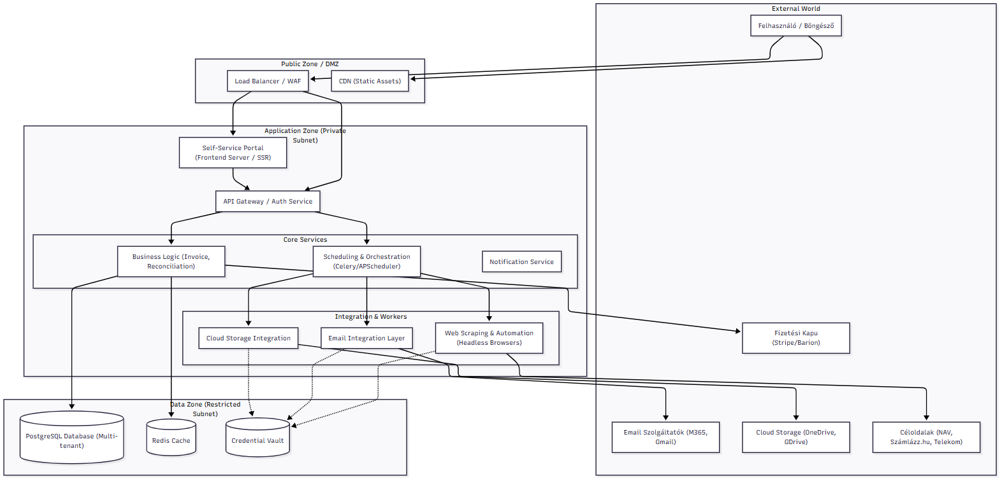 External World
Felhasználó / Böngésző
Public Zone / DMZ
Load Balancer / WAF
CDN (Static Assets)
Application Zone (Private
Subnet)
Self-Service Portal
(Frontend Server / SSR)
API Gateway / Auth Service
Core Services
Business Logic (Invoice,
Reconciliation)
Scheduling & Orchestration
(Celery/APScheduler)
Notification Service
Integration & Workers
Cloud Storage Integration
Email Integration Layer
Web Scraping & Automation
(Headless Browsers)
Fizetési Kapu
(Stripe/Barion)
Data Zone (Restricted
Subnet)
PostgreSQL Database (Multi-
tenant)
Redis Cache
Credential Vault
Email Szolgáltatók (M365,
Gmail)
Cloud Storage (OneDrive,
GDrive)
Céloldalak (NAV,
Számlázz.hu, Telekom)